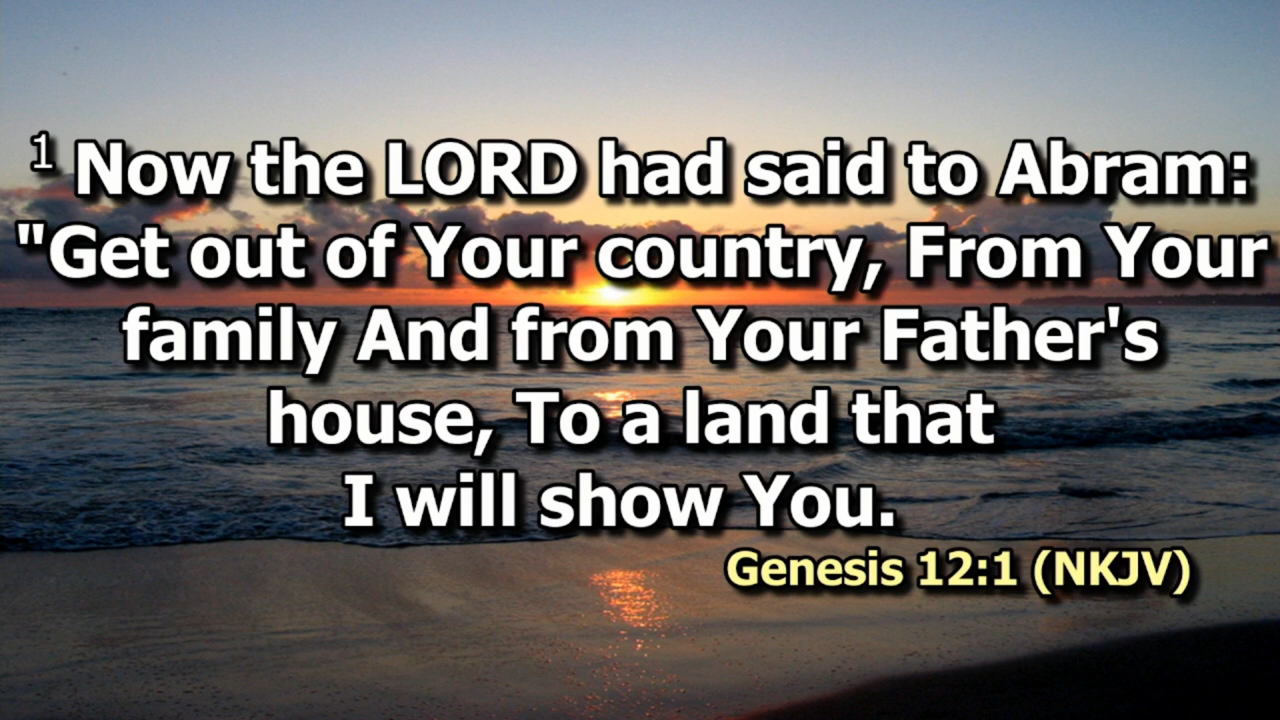 1 Now the LORD had said to Abram:
"Get out of Your country, From Your
family And from Your Father's
house, To a land that
I will show You.
Genesis 12:1 (NKJV)